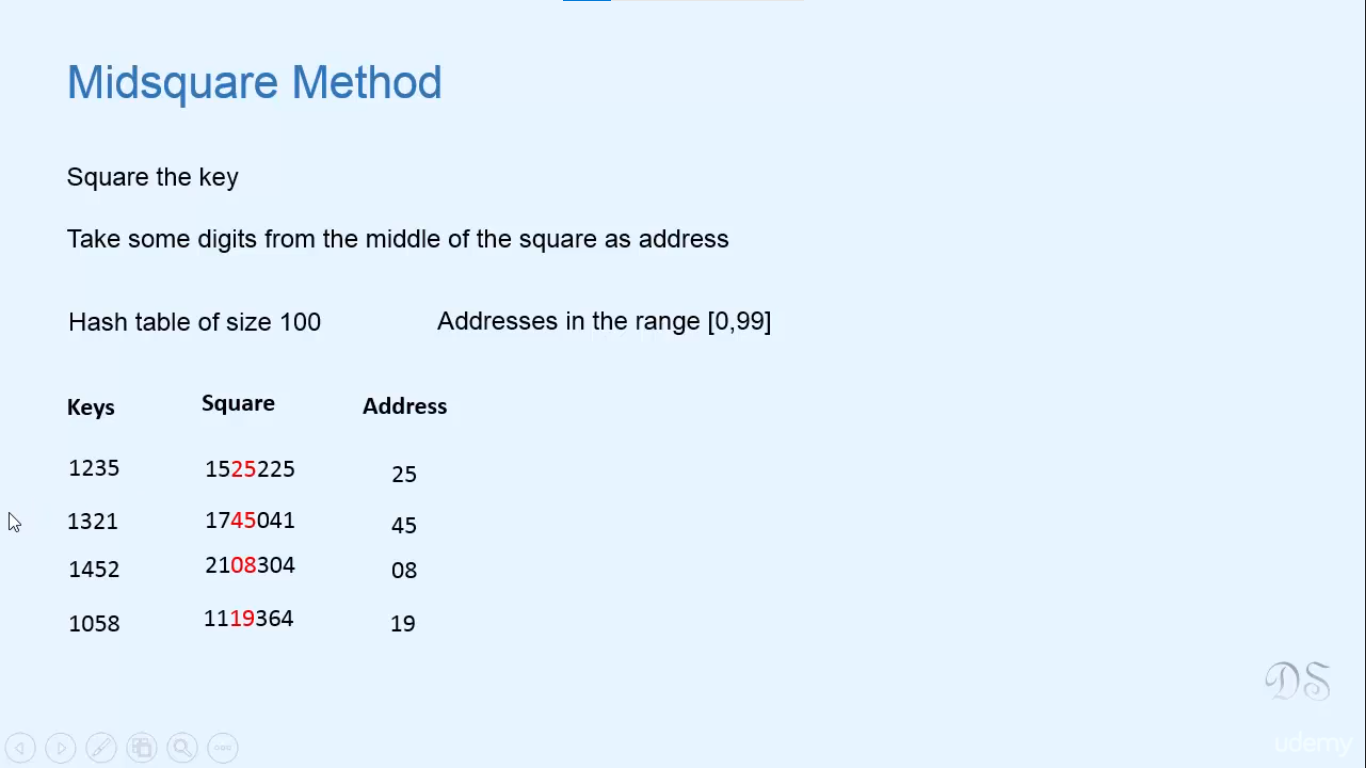 Midsquare Method
Square the key
Take some digits from the middle of the square as address
Hash table of size 100 Addresses in the range [0,99]
Keys Square Address
1235 1525225 25
1321 1745041 45
1452 2108304 08
1058 1119364 19
DS
udemy